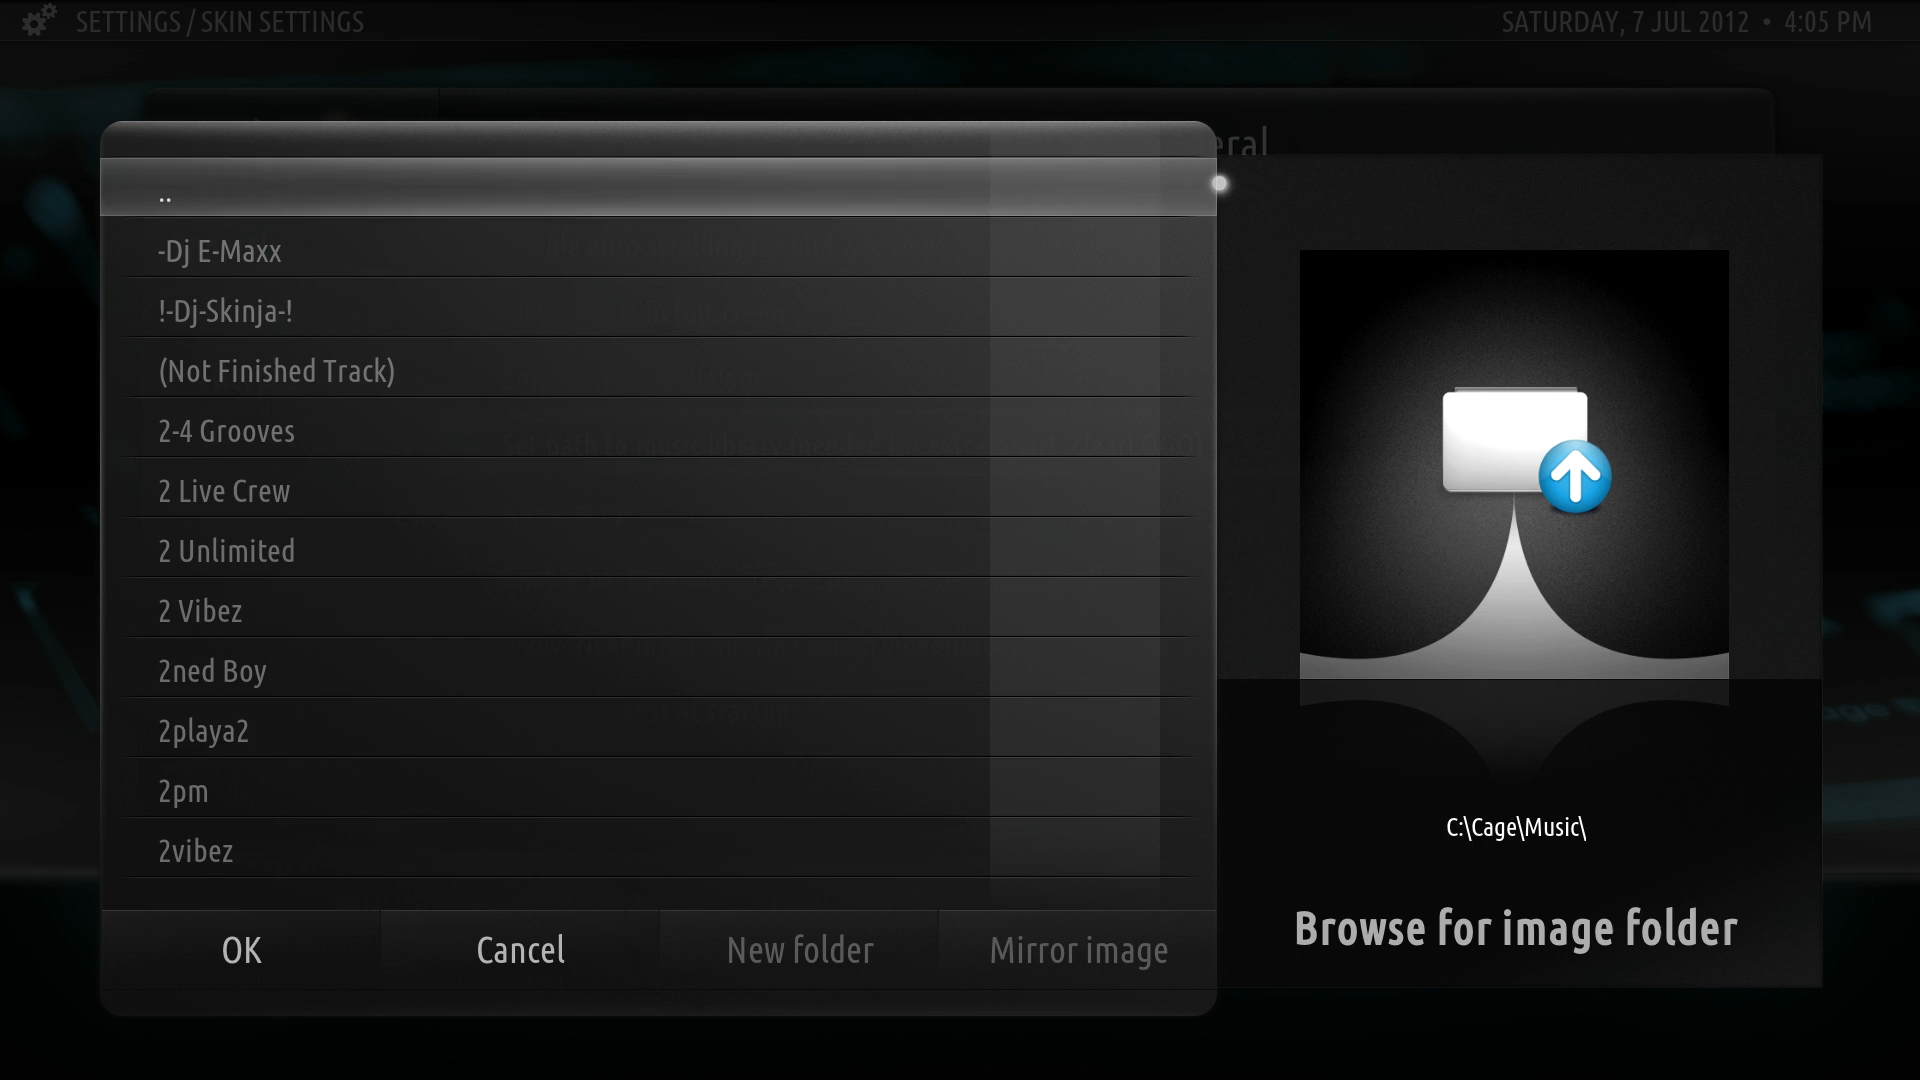 SETTINGS / SKIN SETTINGS
SATURDAY, 7 JUL 2012 • 4:05 PM
..
-Dj E-Maxx
!-Dj-Skinja-!
(Not Finished Track)
2-4 Grooves
2 Live Crew
2 Unlimited
2 Vibez
2ned Boy
2playa2
2pm
2vibez
OK
Cancel
New folder
Mirror image
C:\Cage\Music\
Browse for image folder